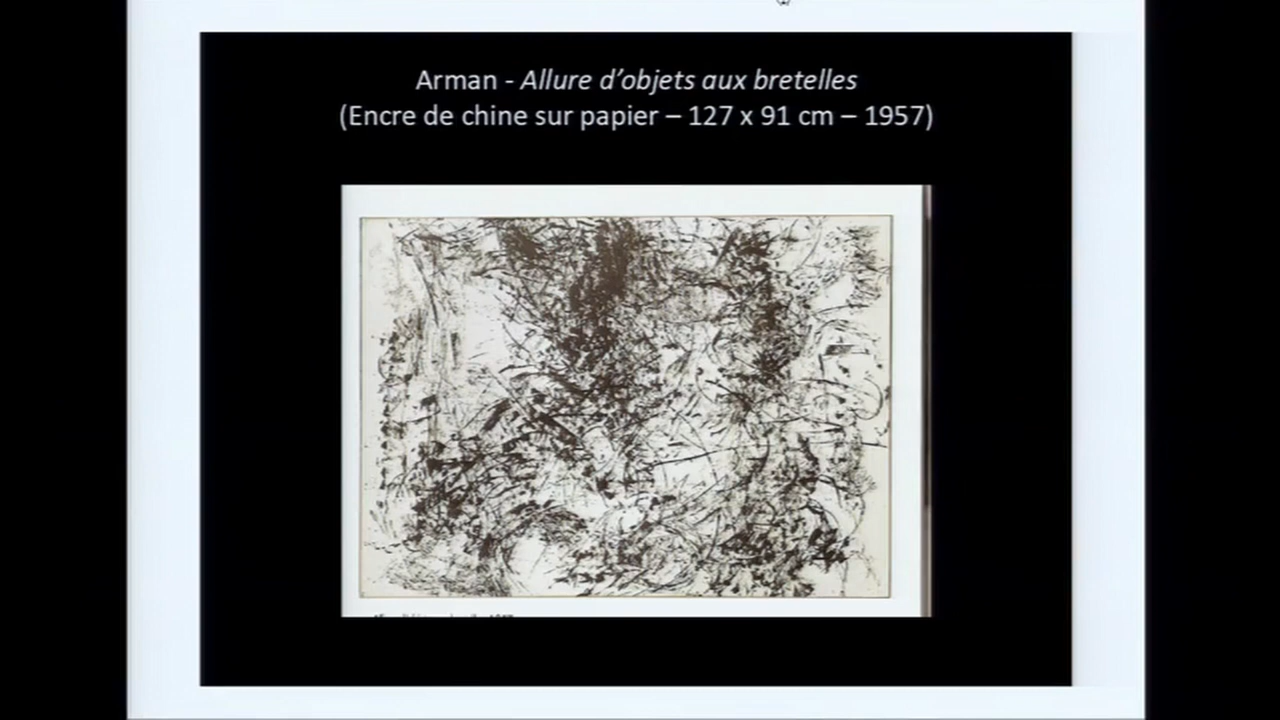 Arman - Allure d’objets aux bretelles
(Encre de chine sur papier – 127 x 91 cm – 1957)